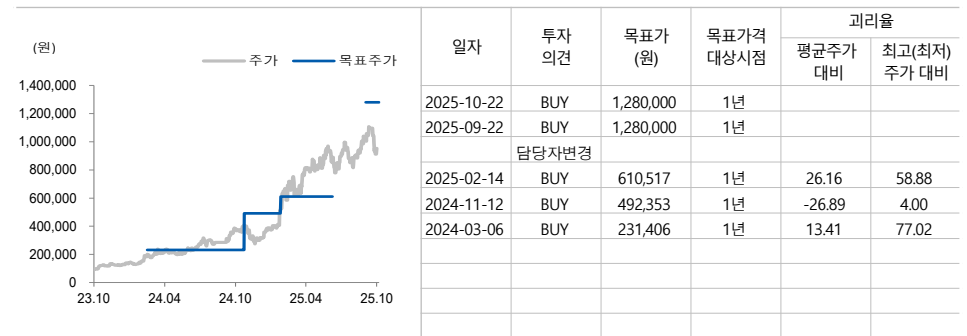 (원)
주가 목표주가
1,400,000
1,200,000
1,000,000
800,000
600,000
400,000
200,000
0
23.10 24.04 24.10 25.04 25.10
일자 투자의견 목표가(원) 목표가격 대상시점 괴리율
평균주가 대비 최고(최저) 주가 대비
2025-10-22 BUY 1,280,000 1년
2025-09-22 BUY 1,280,000 1년
담당자변경
2025-02-14 BUY 610,517 1년 26.16 58.88
2024-11-12 BUY 492,353 1년 -26.89 4.00
2024-03-06 BUY 231,406 1년 13.41 77.02